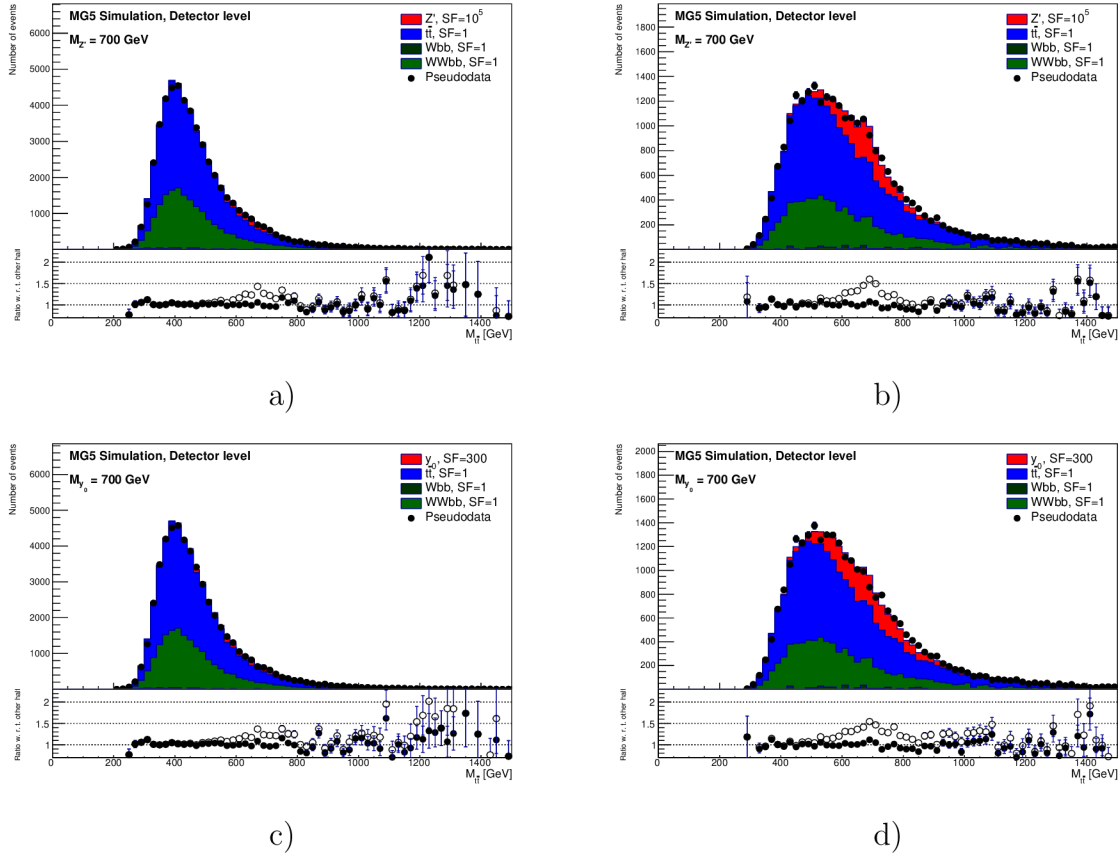 MG5 Simulation, Detector level
M_Z' = 700 GeV
Z', SF=10^5
tt̄, SF=1
Wbb, SF=1
WWbb, SF=1
Pseudodata
Number of events
6000
5000
4000
3000
2000
1000
Ratio w. r. t. other half
2
1.5
1
0 200 400 600 800 1000 1200 1400
M_tt̄ [GeV]
a)
MG5 Simulation, Detector level
M_Z' = 700 GeV
Z', SF=10^5
tt̄, SF=1
Wbb, SF=1
WWbb, SF=1
Pseudodata
Number of events
1800
1600
1400
1200
1000
800
600
400
200
Ratio w. r. t. other half
2
1.5
1
0 200 400 600 800 1000 1200 1400
M_tt̄ [GeV]
b)
MG5 Simulation, Detector level
M_y_0 = 700 GeV
y_0, SF=300
tt̄, SF=1
Wbb, SF=1
WWbb, SF=1
Pseudodata
Number of events
6000
5000
4000
3000
2000
1000
Ratio w. r. t. other half
2
1.5
1
0 200 400 600 800 1000 1200 1400
M_tt̄ [GeV]
c)
MG5 Simulation, Detector level
M_y_0 = 700 GeV
y_0, SF=300
tt̄, SF=1
Wbb, SF=1
WWbb, SF=1
Pseudodata
Number of events
2000
1800
1600
1400
1200
1000
800
600
400
200
Ratio w. r. t. other half
2
1.5
1
0 200 400 600 800 1000 1200 1400
M_tt̄ [GeV]
d)